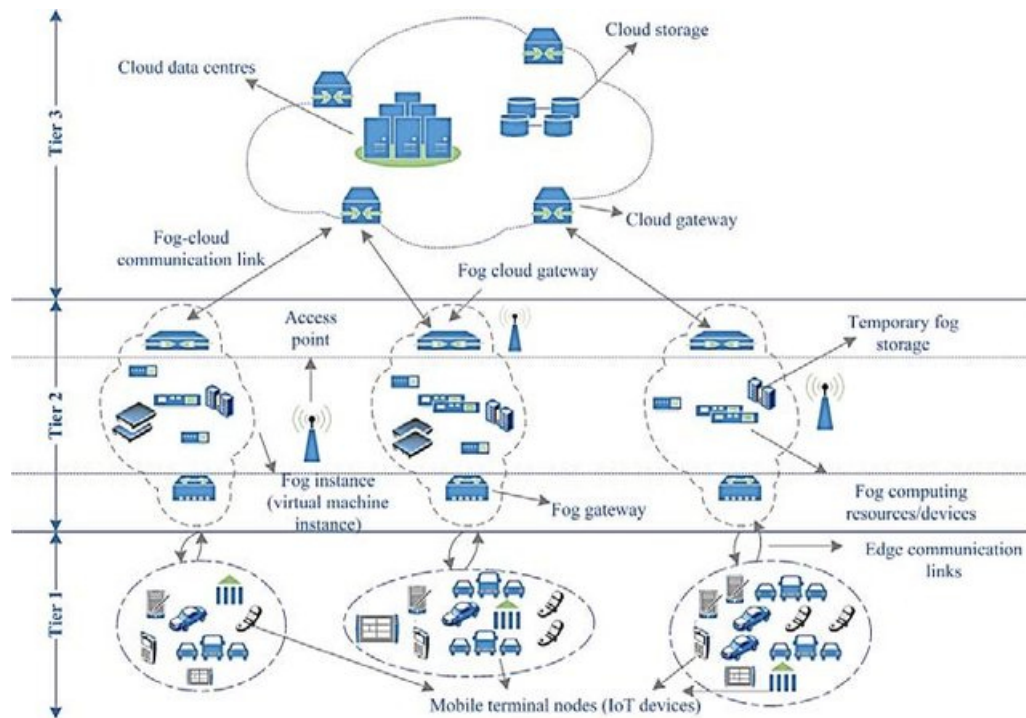 Tier 3
Cloud data centres
Cloud storage
Cloud gateway
Fog-cloud
communication link
Fog cloud gateway
Tier 2
Access
point
Temporary fog
storage
Fog instance
(virtual machine
instance)
Fog gateway
Fog computing
resources/devices
Tier 1
Edge communication
links
Mobile terminal nodes (IoT devices)